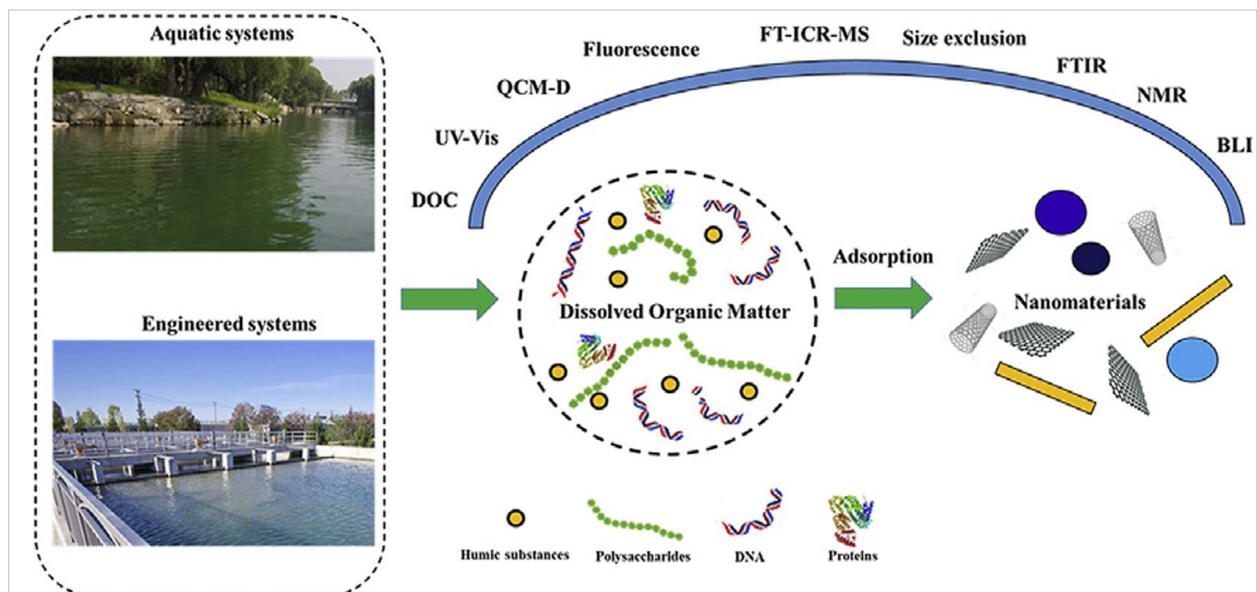 Aquatic systems
Engineered systems
DOC
UV-Vis
QCM-D
Fluorescence
FT-ICR-MS
Size exclusion
FTIR
NMR
BLI
Dissolved Organic Matter
Adsorption
Nanomaterials
Humic substances
Polysaccharides
DNA
Proteins